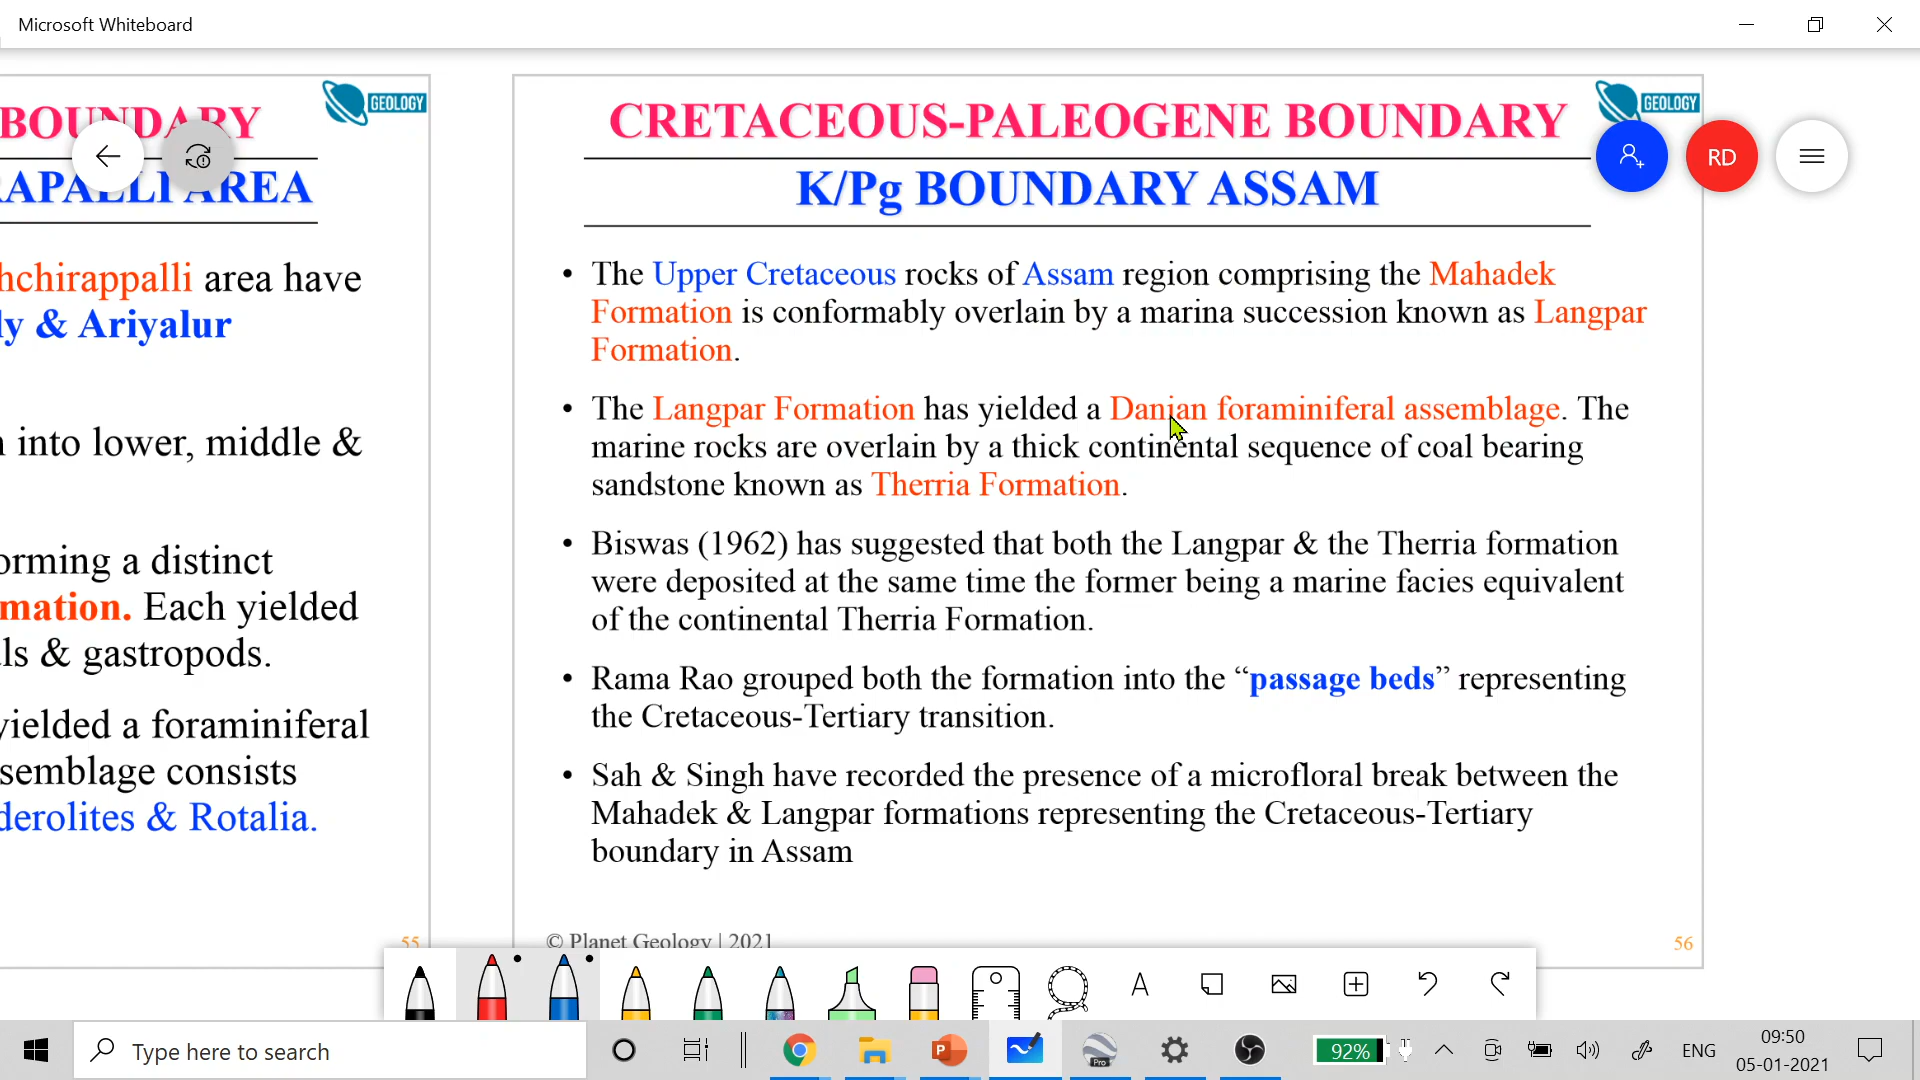 Microsoft Whiteboard
BOUNDARY
GEOLOGY
RAPALLI AREA
hchirappalli area have
ly & Ariyalur
into lower, middle &
orming a distinct
mation. Each yielded
ls & gastropods.
yielded a foraminiferal
semblage consists
derolites & Rotalia.
55
CRETACEOUS-PALEOGENE BOUNDARY
GEOLOGY
RD
K/Pg BOUNDARY ASSAM
• The Upper Cretaceous rocks of Assam region comprising the Mahadek
Formation is conformably overlain by a marina succession known as Langpar
Formation.
• The Langpar Formation has yielded a Danian foraminiferal assemblage. The
marine rocks are overlain by a thick continental sequence of coal bearing
sandstone known as Therria Formation.
• Biswas (1962) has suggested that both the Langpar & the Therria formation
were deposited at the same time the former being a marine facies equivalent
of the continental Therria Formation.
• Rama Rao grouped both the formation into the “passage beds” representing
the Cretaceous-Tertiary transition.
• Sah & Singh have recorded the presence of a microfloral break between the
Mahadek & Langpar formations representing the Cretaceous-Tertiary
boundary in Assam
© Planet Geology | 2021
56
A
Type here to search
P
Pro
92%
ENG
09:50
05-01-2021